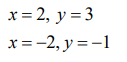 x = 2, y = 3
x = −2, y = −1